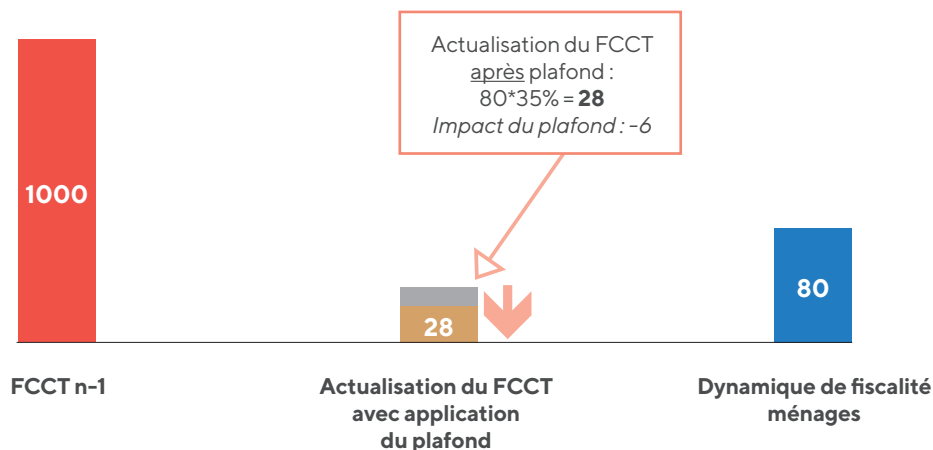 Actualisation du FCCT
après plafond :
80*35% = 28
Impact du plafond : -6
1000
28
80
FCCT n-1
Actualisation du FCCT
avec application
du plafond
Dynamique de fiscalité
ménages